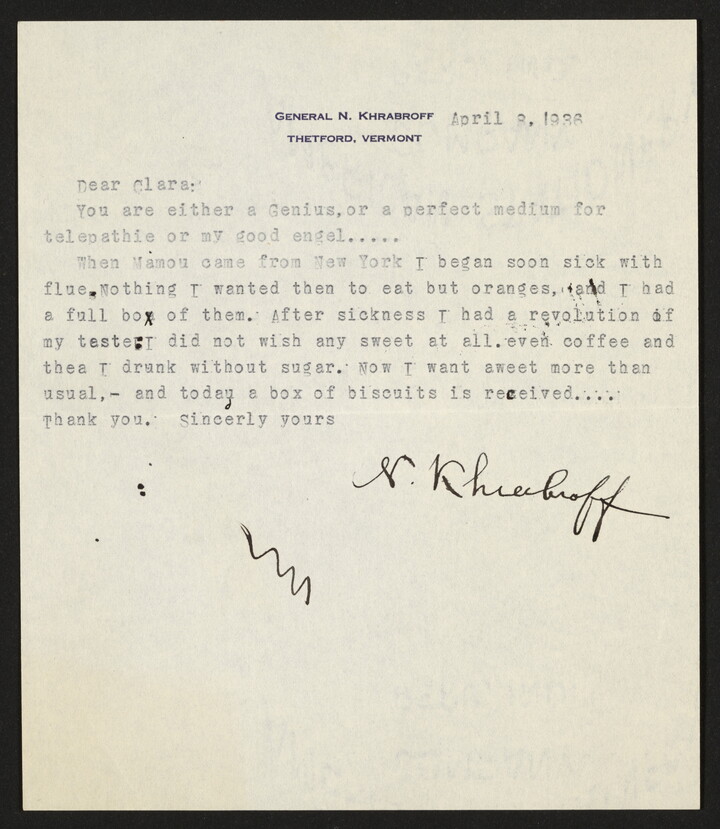 GENERAL N. KHRABROFF
THETFORD, VERMONT
April 8, 1936
Dear Clara:
You are either a Genius,or a perfect medium for
telepathie or my good engel.....
When Mamou came from New York I began soon sick with
flue.Nothing I wanted then to eat but oranges, and I had
a full box of them. After sickness I had a revolution of
my taste:I did not wish any sweet at all.even coffee and
thea I drunk without sugar. Now I want aweet more than
usual,- and today a box of biscuits is received....
Thank you. Sincerly yours
N. Khrabroff